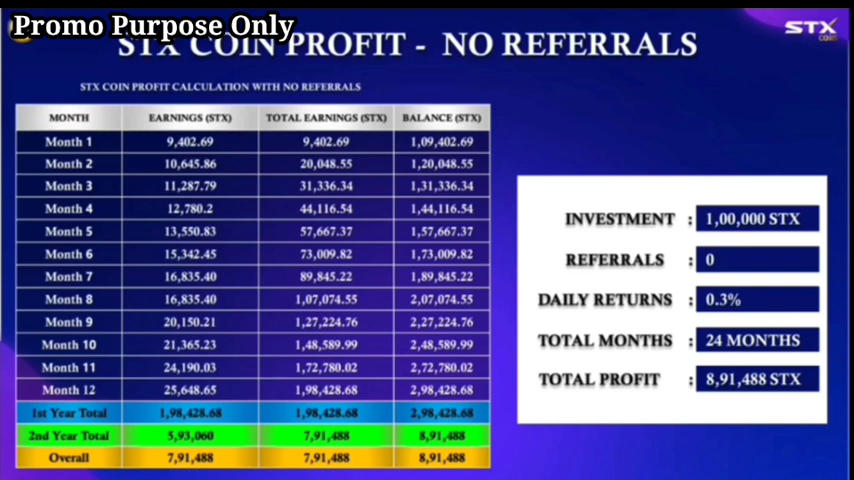 Promo Purpose Only
STX COIN PROFIT - NO REFERRALS
STX COIN
STX COIN PROFIT CALCULATION WITH NO REFERRALS
MONTH EARNINGS (STX) TOTAL EARNINGS (STX) BALANCE (STX)
Month 1 9,402.69 9,402.69 1,09,402.69
Month 2 10,645.86 20,048.55 1,20,048.55
Month 3 11,287.79 31,336.34 1,31,336.34
Month 4 12,780.2 44,116.54 1,44,116.54
Month 5 13,550.83 57,667.37 1,57,667.37
Month 6 15,342.45 73,009.82 1,73,009.82
Month 7 16,835.40 89,845.22 1,89,845.22
Month 8 16,835.40 1,07,074.55 2,07,074.55
Month 9 20,150.21 1,27,224.76 2,27,224.76
Month 10 21,365.23 1,48,589.99 2,48,589.99
Month 11 24,190.03 1,72,780.02 2,72,780.02
Month 12 25,648.65 1,98,428.68 2,98,428.68
1st Year Total 1,98,428.68 1,98,428.68 2,98,428.68
2nd Year Total 5,93,060 7,91,488 8,91,488
Overall 7,91,488 7,91,488 8,91,488
INVESTMENT : 1,00,000 STX
REFERRALS : 0
DAILY RETURNS : 0.3%
TOTAL MONTHS : 24 MONTHS
TOTAL PROFIT : 8,91,488 STX